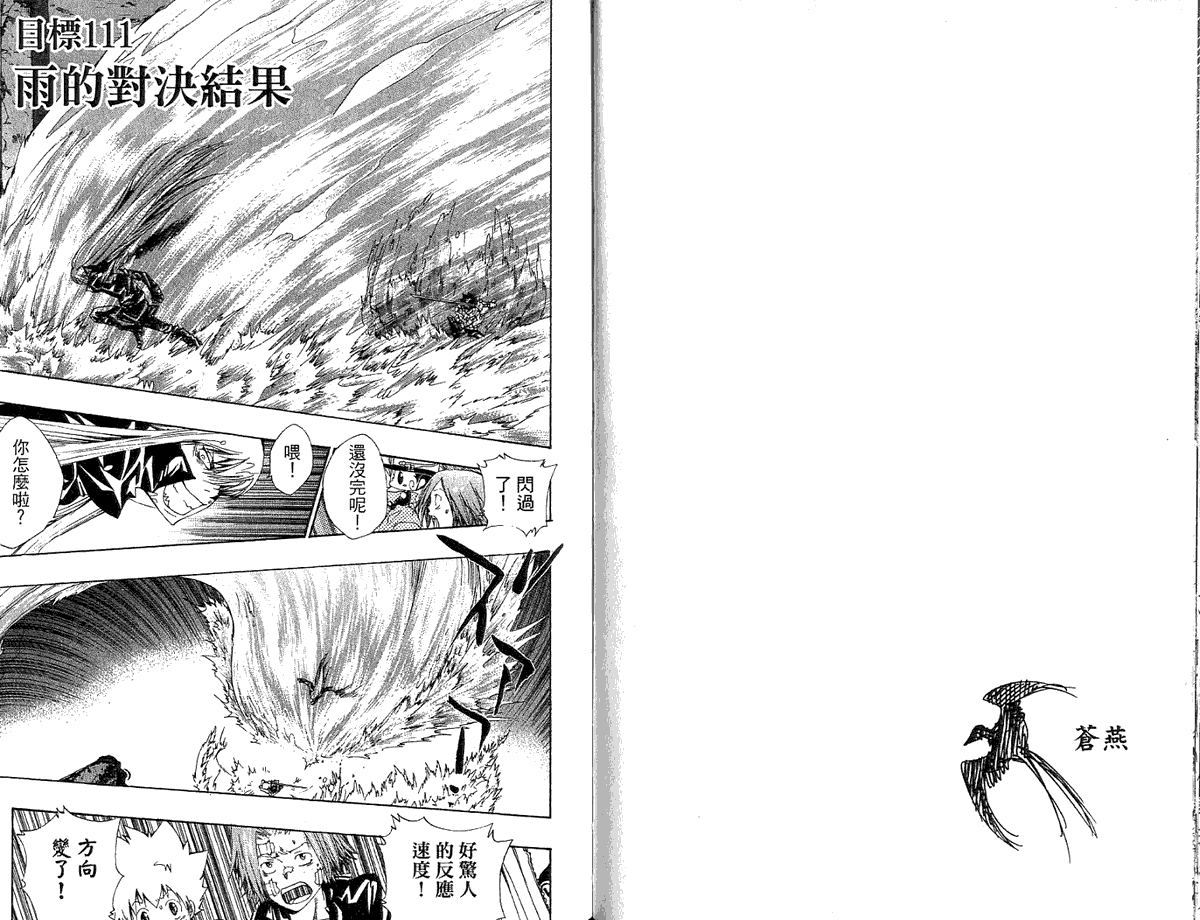 燕蒼
目標111
雨的對決結果
閃過
了！
還沒完呢！
喂！
你怎麼啦？
好驚人
的反應
速度！
方向
變了！